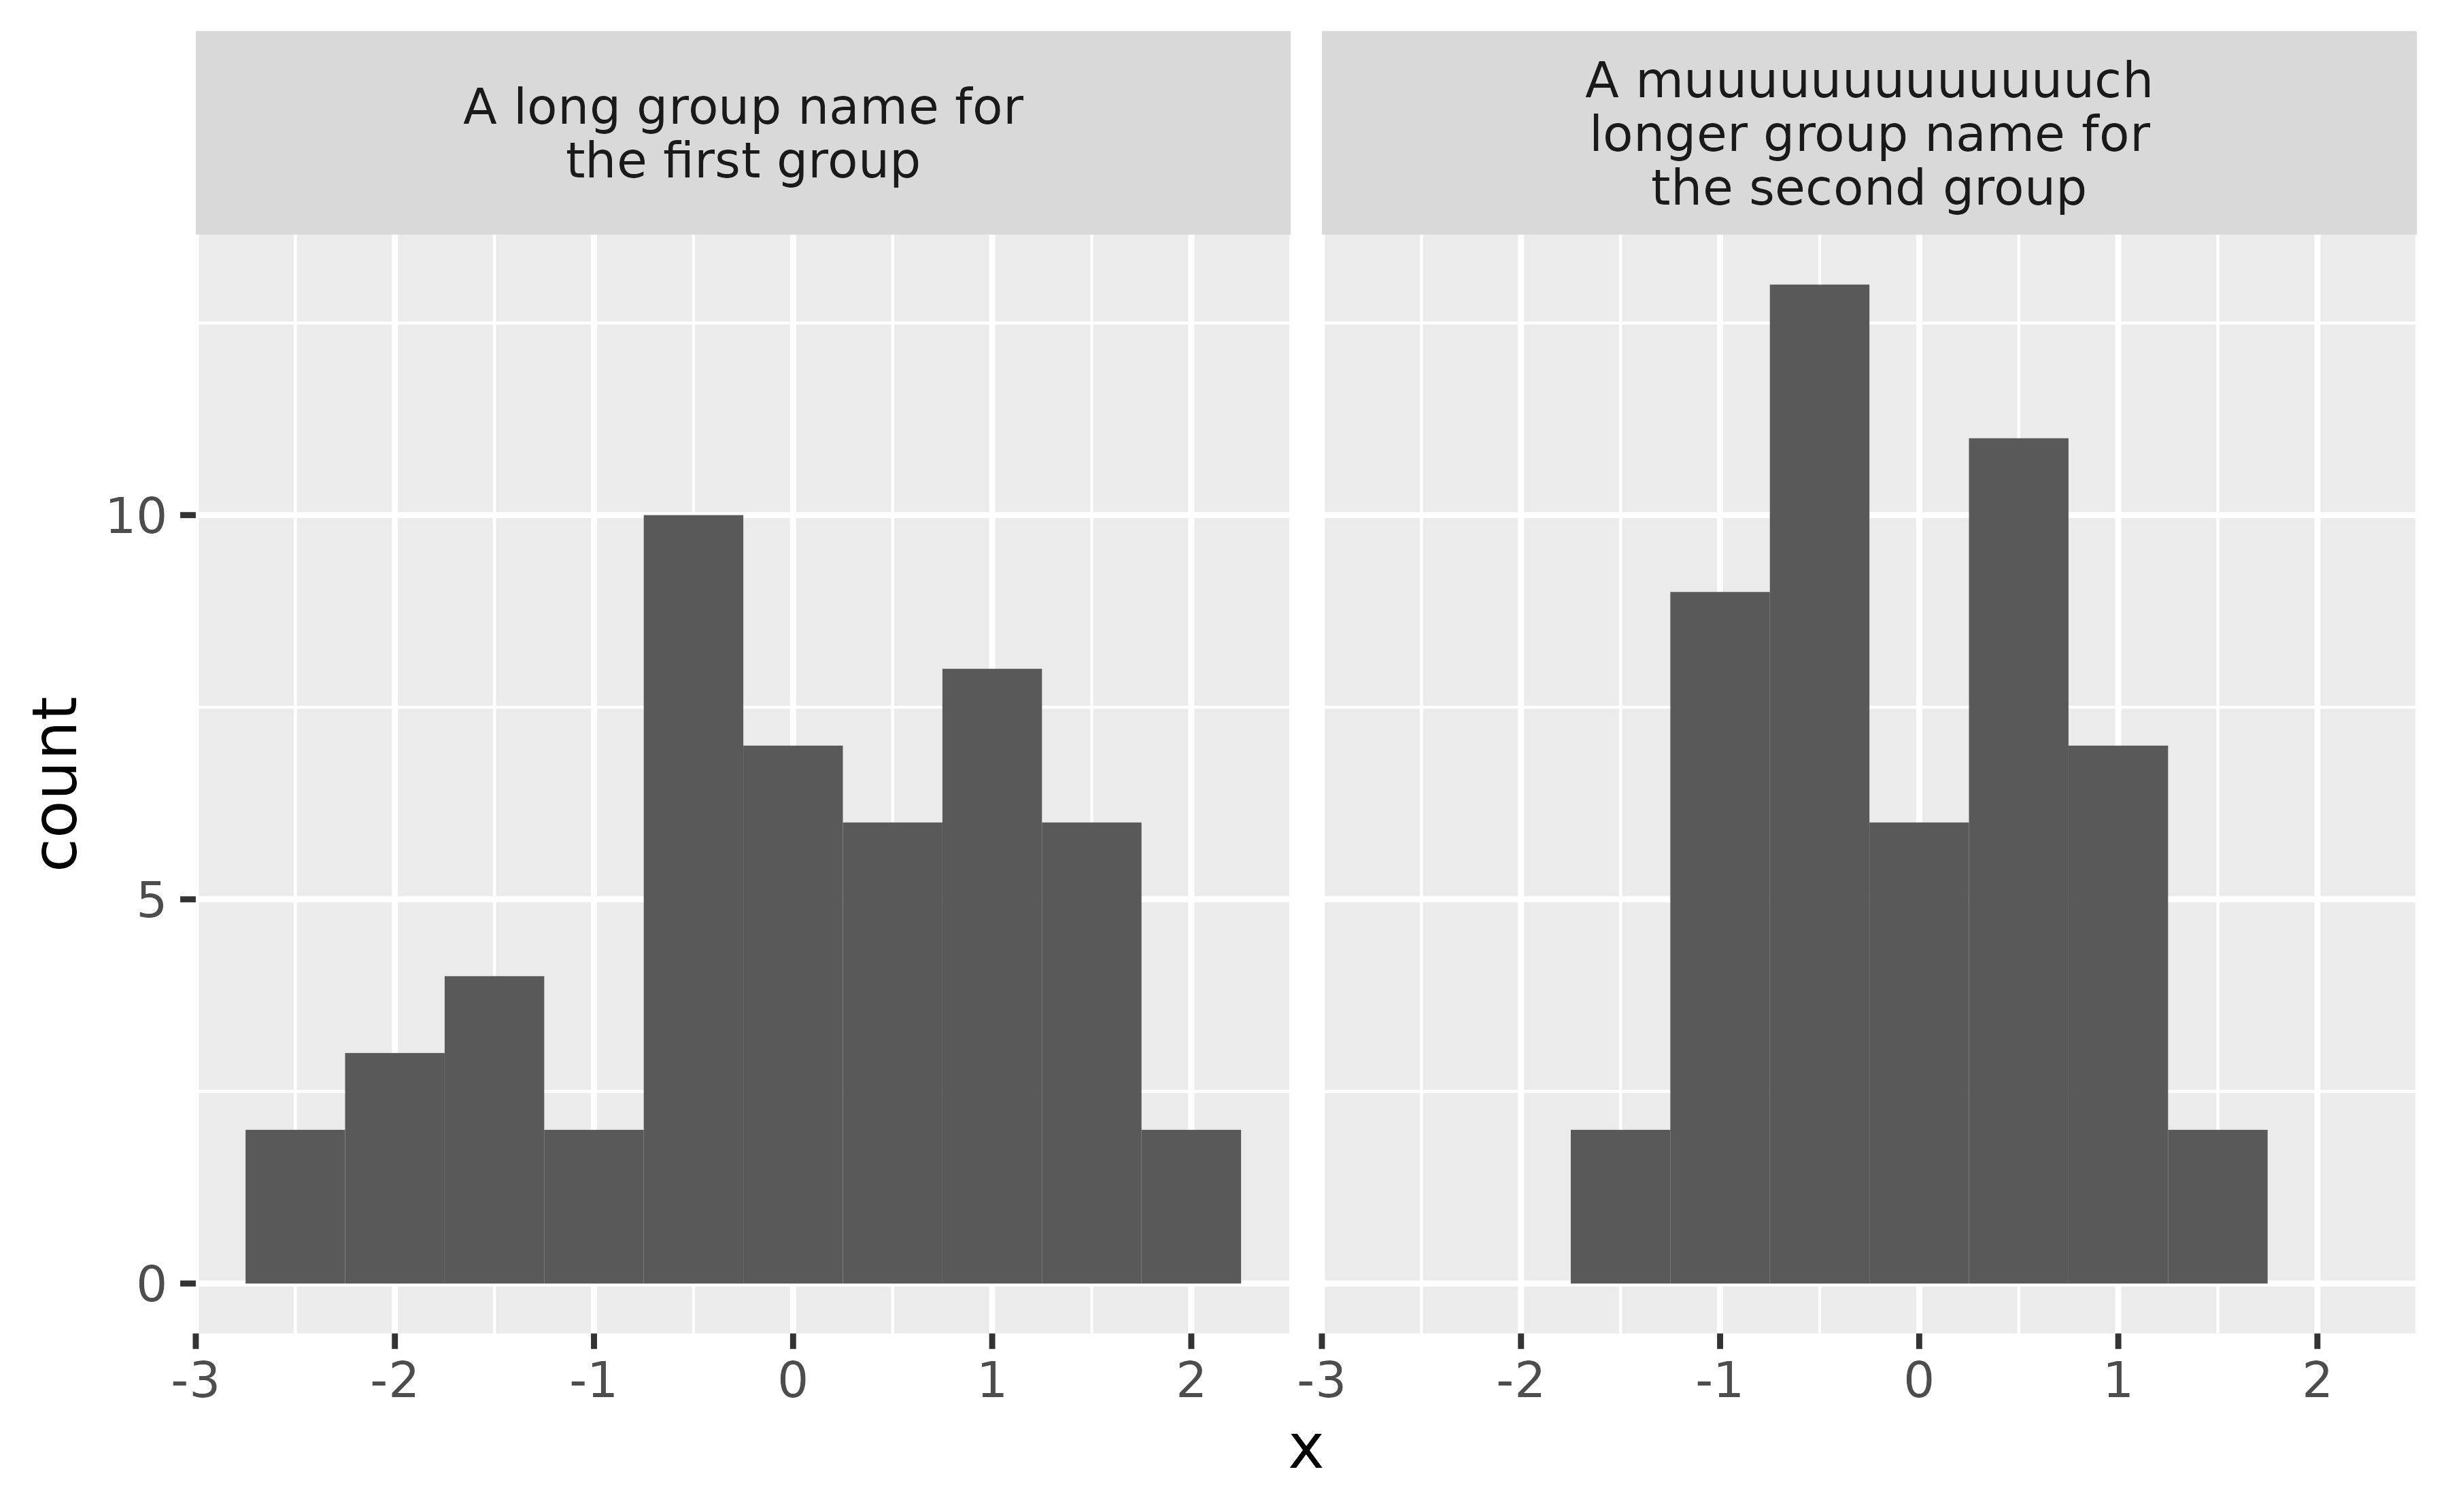 A long group name for
the first group
A muuuuuuuuuuuuuch
longer group name for
the second group
count
10
5
0
-3 -2 -1 0 1 2
-3 -2 -1 0 1 2
x